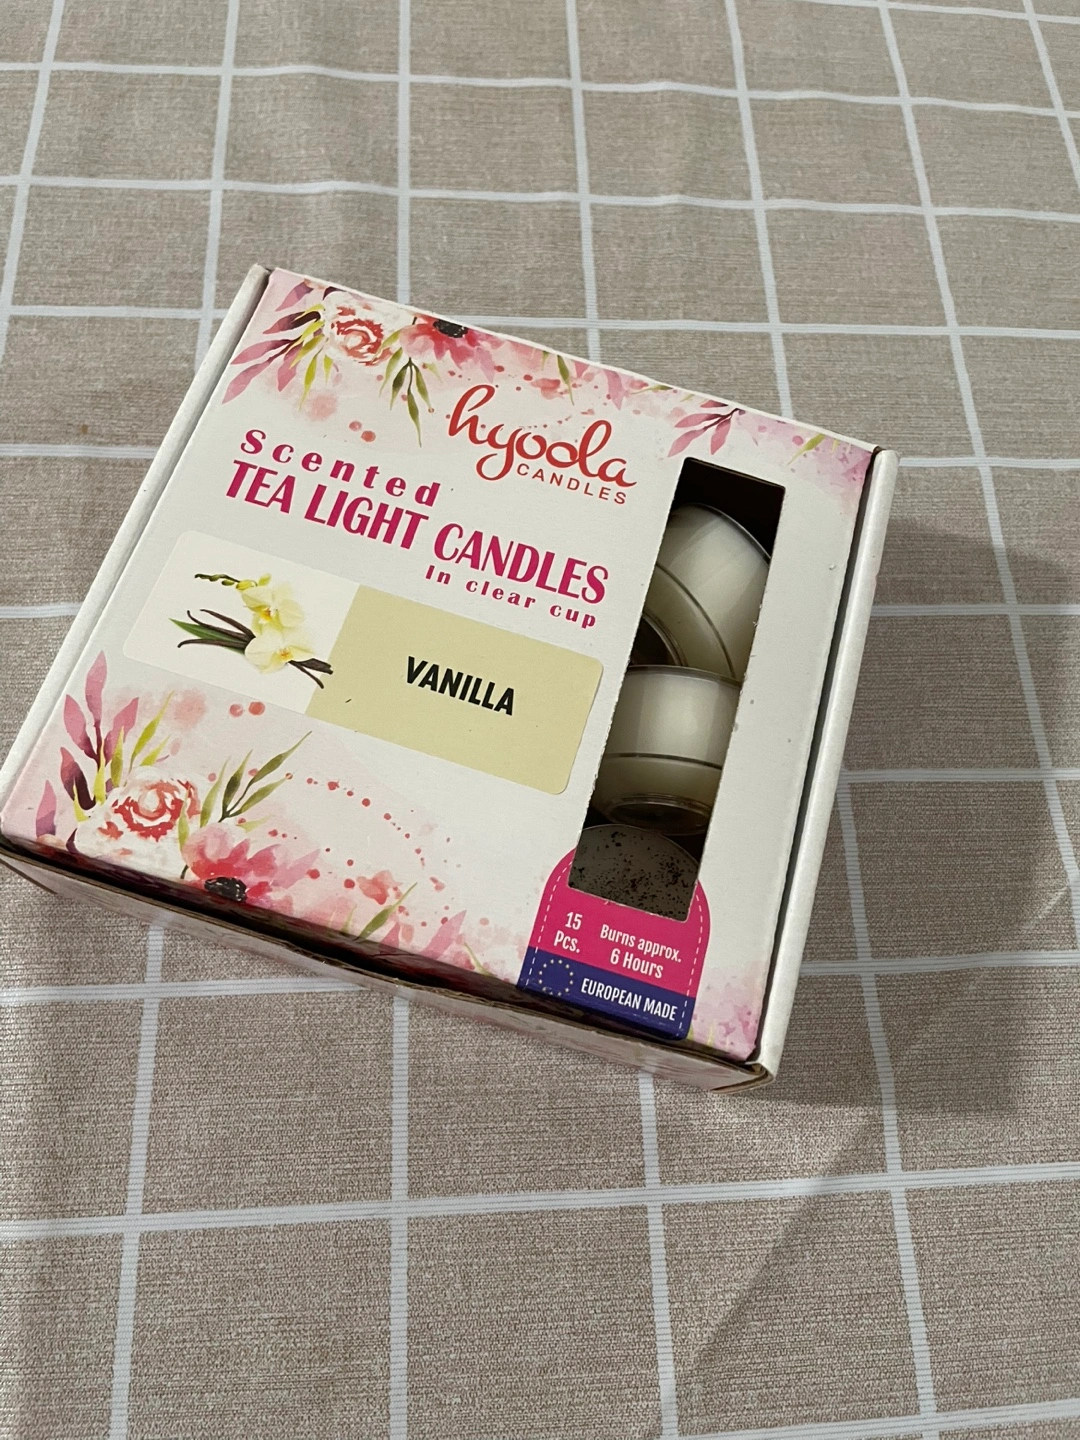 hyoola
CANDLES
Scented
TEA LIGHT CANDLES
In clear cup
VANILLA
15
Pcs.
Burns approx.
6 Hours
EUROPEAN MADE